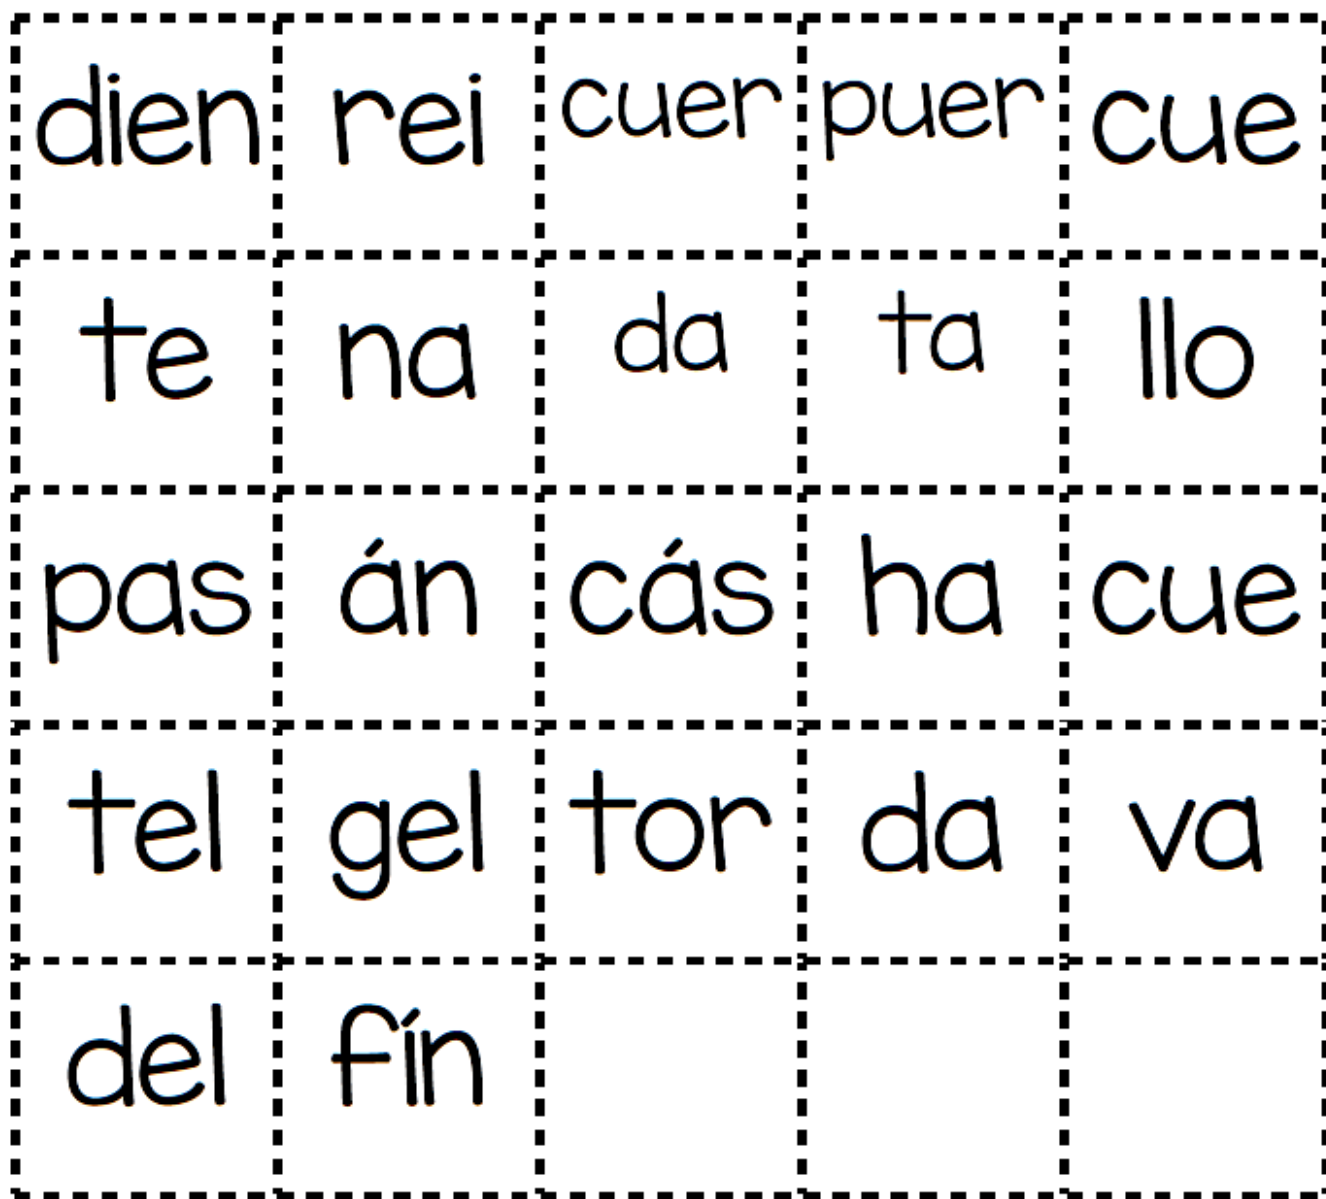 dien rei cuer puer cue
te na da ta llo
pas án cás ha cue
tel gel tor da va
del fín